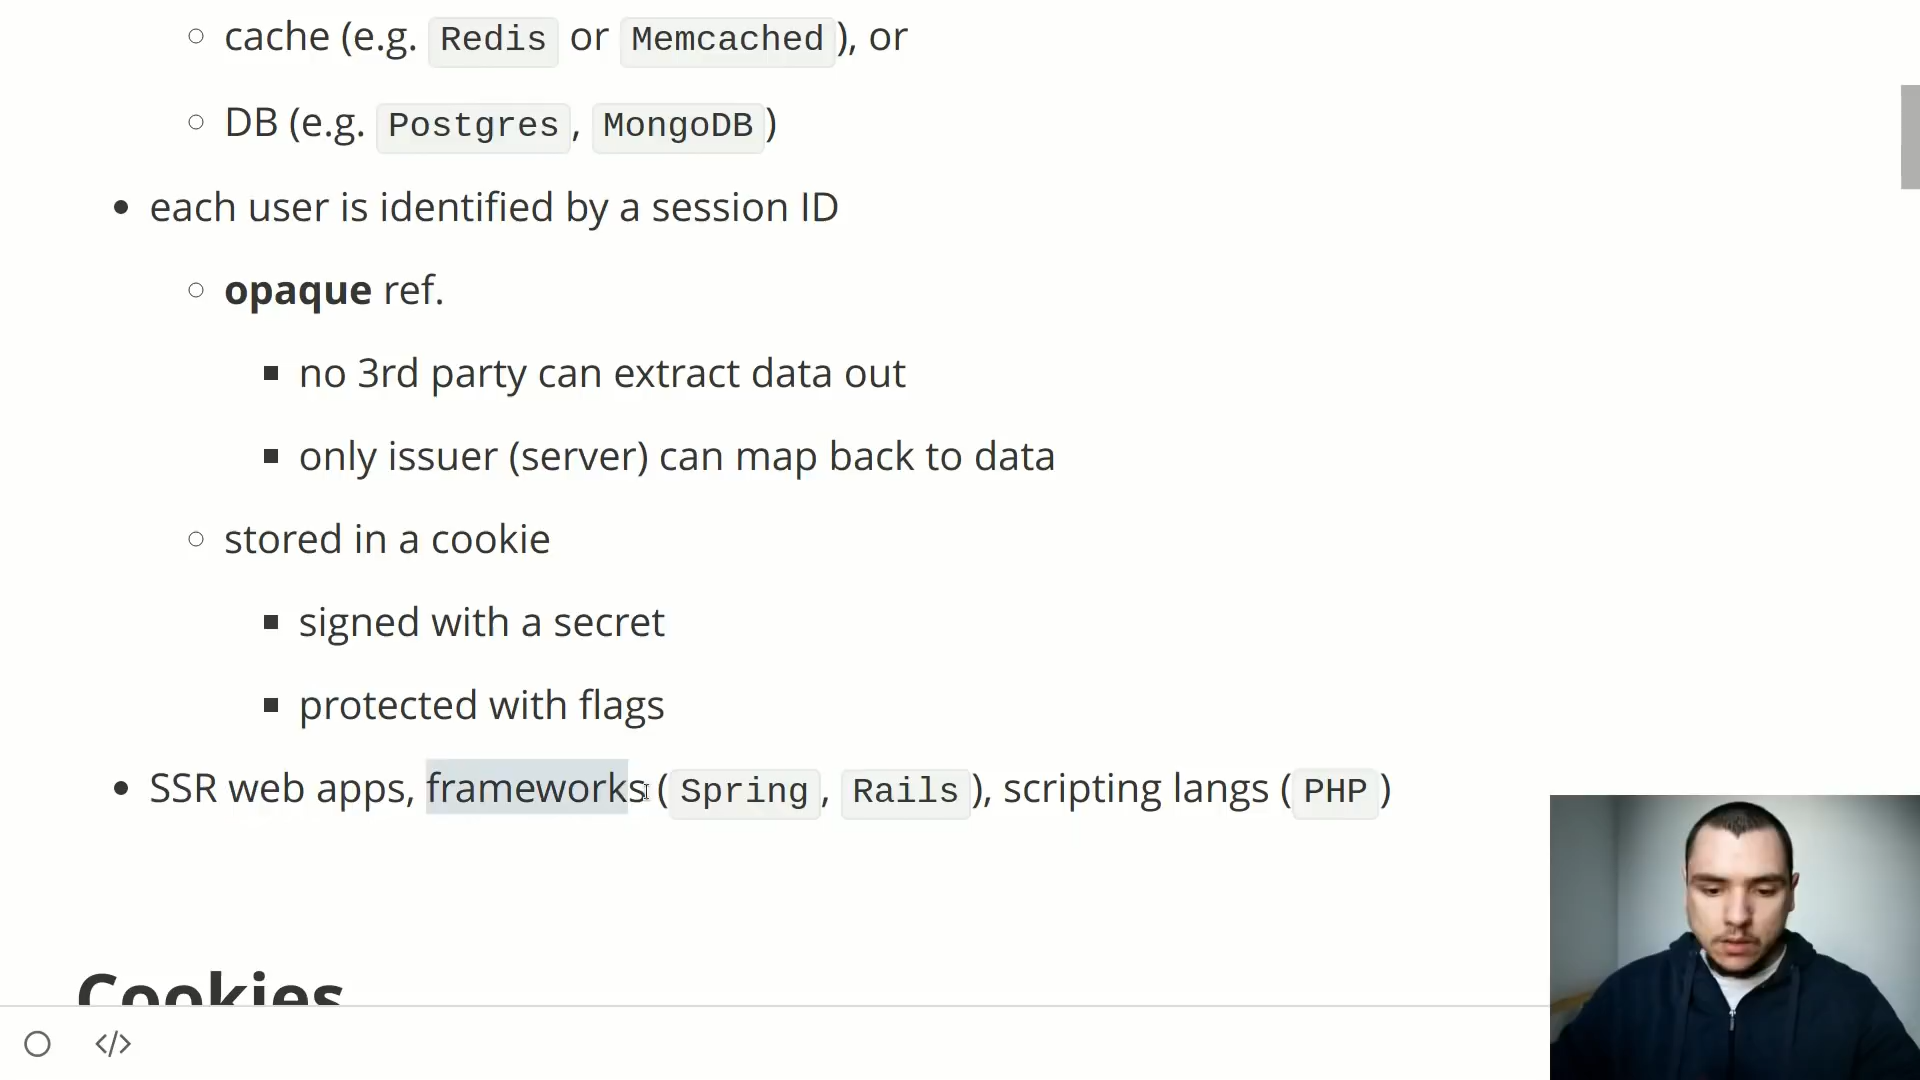 cache (e.g. Redis or Memcached), or
DB (e.g. Postgres, MongoDB)
each user is identified by a session ID
opaque ref.
no 3rd party can extract data out
only issuer (server) can map back to data
stored in a cookie
signed with a secret
protected with flags
SSR web apps, frameworks (Spring, Rails), scripting langs (PHP)
Cookies
</>